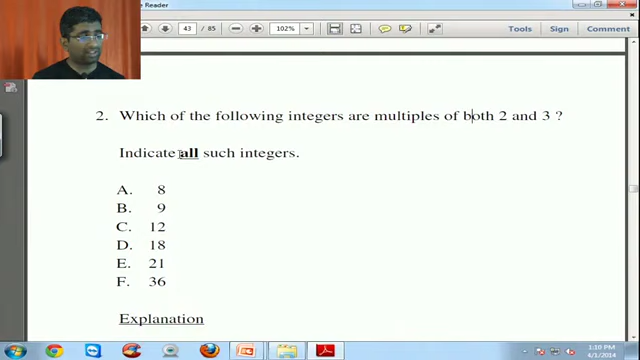 43 / 85
102%
Tools Sign Comment
2. Which of the following integers are multiples of both 2 and 3 ?
Indicate all such integers.
A. 8
B. 9
C. 12
D. 18
E. 21
F. 36
Explanation
1:10 PM
6/1/2014